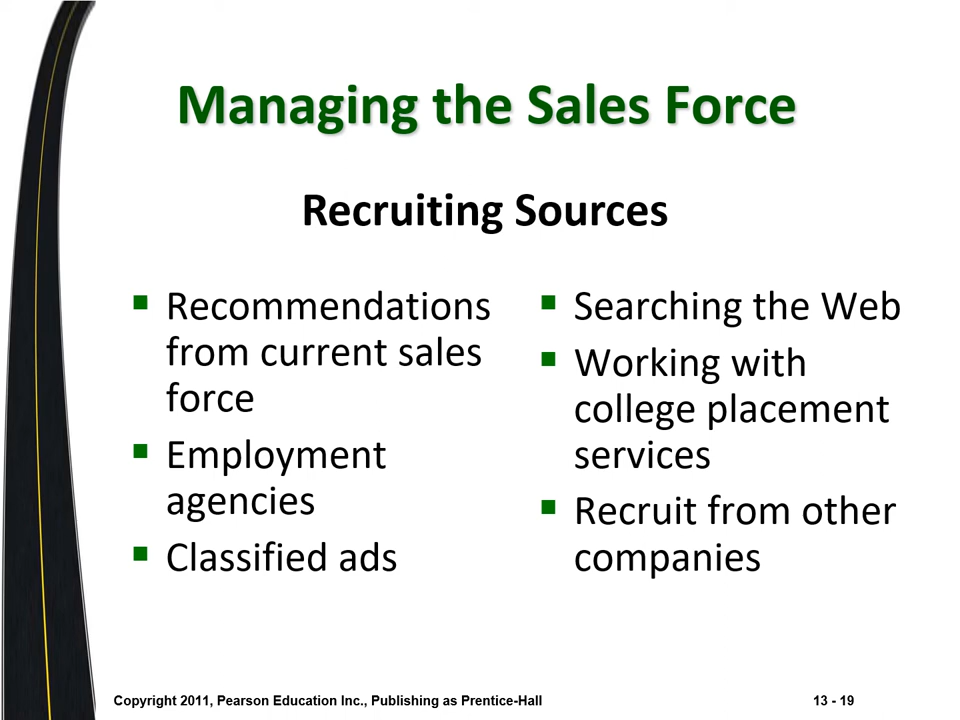 Managing the Sales Force
Recruiting Sources
▪ Recommendations
from current sales
force
▪ Employment
agencies
▪ Classified ads
▪ Searching the Web
▪ Working with
college placement
services
▪ Recruit from other
companies
Copyright 2011, Pearson Education Inc., Publishing as Prentice-Hall
13 - 19